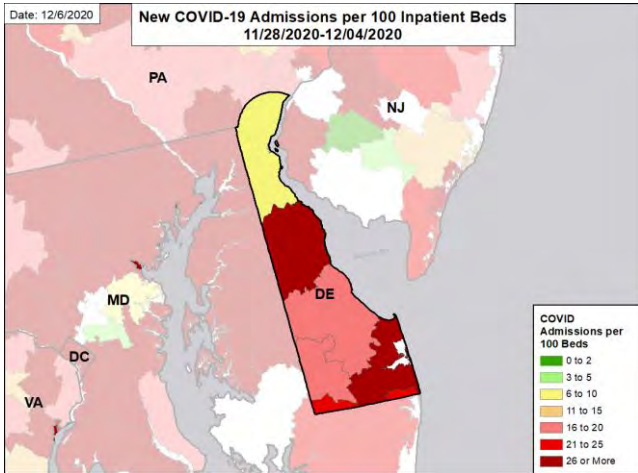 Date: 12/6/2020
New COVID-19 Admissions per 100 Inpatient Beds
11/28/2020-12/04/2020
PA
NJ
MD
DE
DC
VA
COVID
Admissions per
100 Beds
0 to 2
3 to 5
6 to 10
11 to 15
16 to 20
21 to 25
26 or More